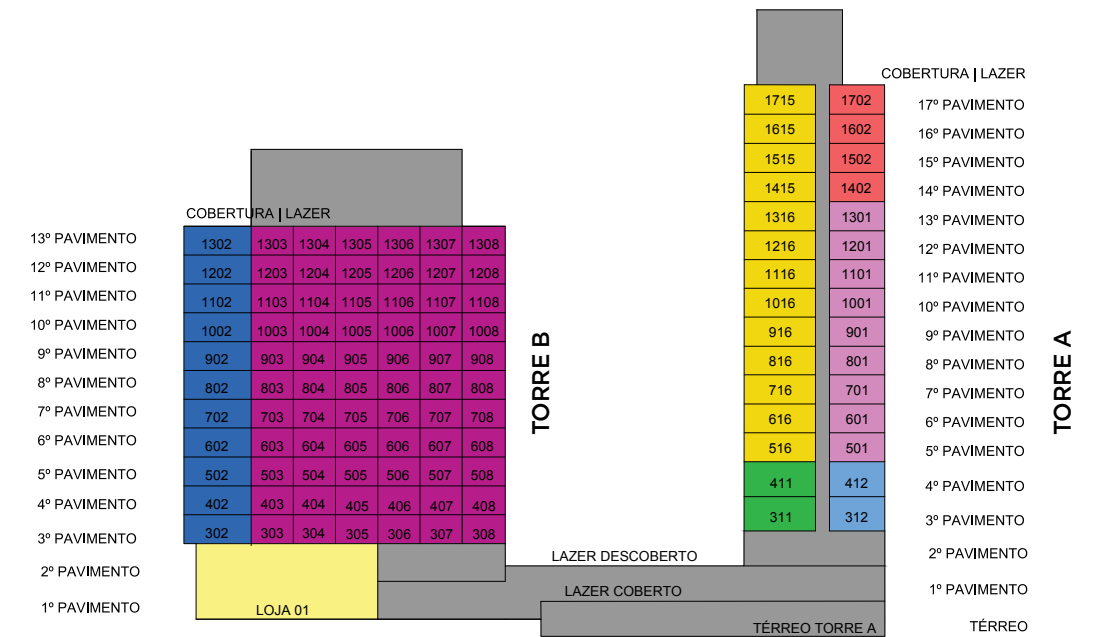 COBERTURA | LAZER
1715 1702 17º PAVIMENTO
1615 1602 16º PAVIMENTO
1515 1502 15º PAVIMENTO
1415 1402 14º PAVIMENTO
1316 1301 13º PAVIMENTO
1216 1201 12º PAVIMENTO
1116 1101 11º PAVIMENTO
1016 1001 10º PAVIMENTO
916 901 9º PAVIMENTO
816 801 8º PAVIMENTO
716 701 7º PAVIMENTO
616 601 6º PAVIMENTO
516 501 5º PAVIMENTO
411 412 4º PAVIMENTO
311 312 3º PAVIMENTO
2º PAVIMENTO
1º PAVIMENTO
TÉRREO
TORRE A
COBERTURA | LAZER
13º PAVIMENTO 1302 1303 1304 1305 1306 1307 1308
12º PAVIMENTO 1202 1203 1204 1205 1206 1207 1208
11º PAVIMENTO 1102 1103 1104 1105 1106 1107 1108
10º PAVIMENTO 1002 1003 1004 1005 1006 1007 1008
9º PAVIMENTO 902 903 904 905 906 907 908
8º PAVIMENTO 802 803 804 805 806 807 808
7º PAVIMENTO 702 703 704 705 706 707 708
6º PAVIMENTO 602 603 604 605 606 607 608
5º PAVIMENTO 502 503 504 505 506 507 508
4º PAVIMENTO 402 403 404 405 406 407 408
3º PAVIMENTO 302 303 304 305 306 307 308
2º PAVIMENTO
1º PAVIMENTO
LOJA 01
TORRE B
LAZER DESCOBERTO
LAZER COBERTO
TÉRREO TORRE A